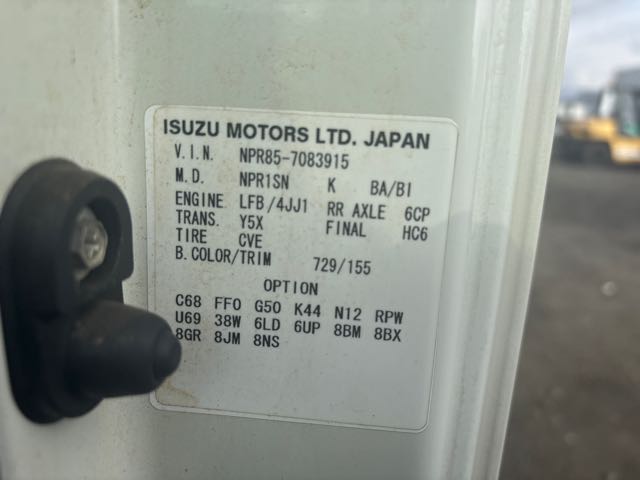 ISUZU MOTORS LTD. JAPAN
V.I.N. NPR85-7083915
M.D. NPR1SN K BA/BI
ENGINE LFB/4JJ1 RR AXLE 6CP
TRANS. Y5X FINAL HC6
TIRE CVE
B.COLOR/TRIM 729/155
OPTION
C68 FF0 G50 K44 N12 RPW
U69 38W 6LD 6UP 8BM 8BX
8GR 8JM 8NS